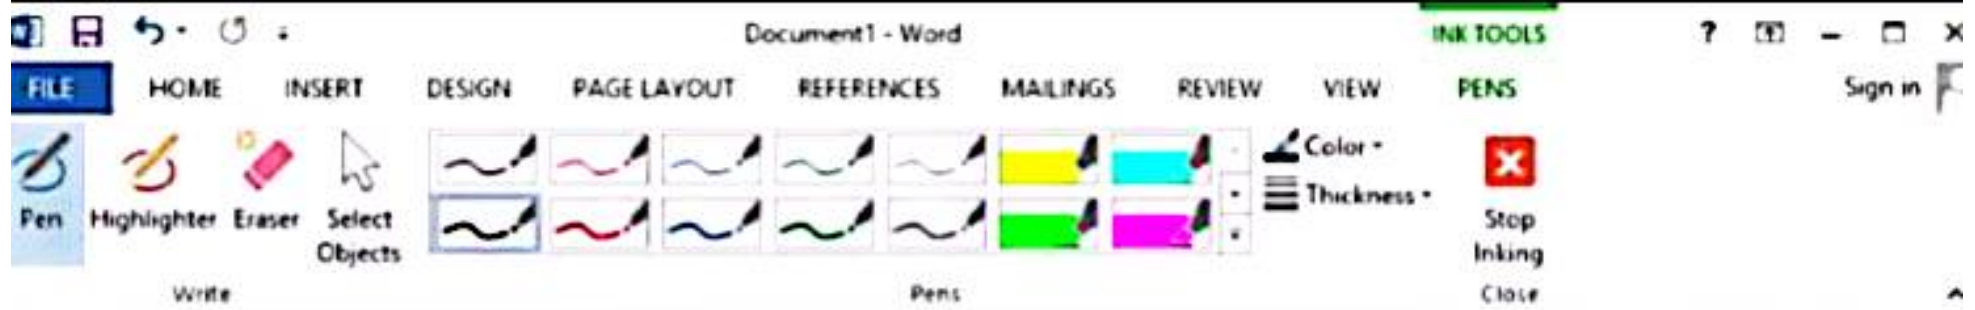 Document1 - Word
INK TOOLS
?
FILE HOME INSERT DESIGN PAGE LAYOUT REFERENCES MAILINGS REVIEW VIEW PENS Sign in
Pen Highlighter Eraser Select Objects
Color
Thickness
Stop Inking
Write Pens Close